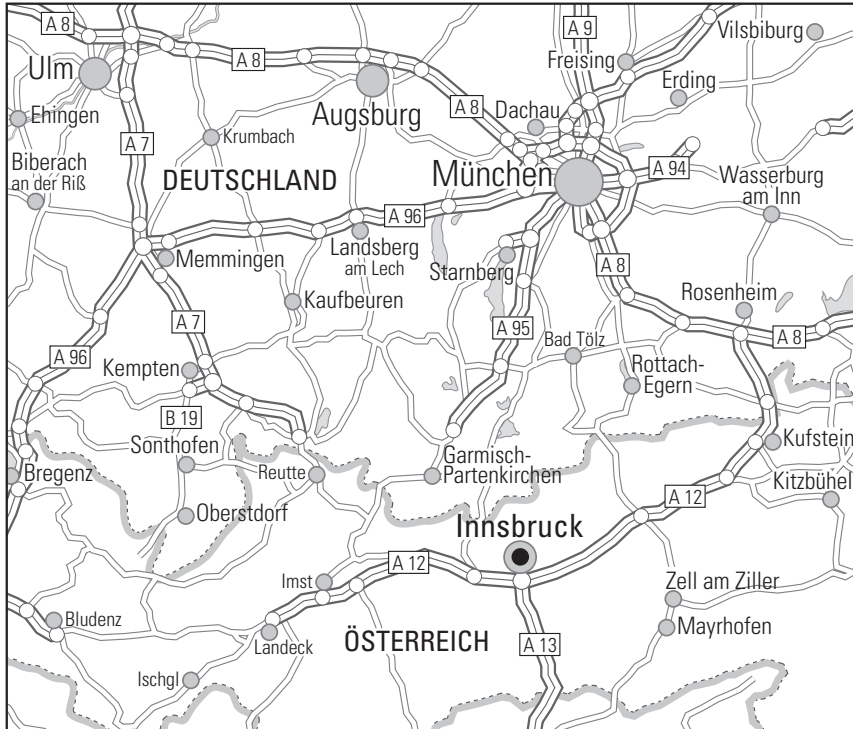 A 8
A 9
Vilsbiburg
Ulm
A 8
Freising
Erding
Augsburg
A 8
Dachau
Ehingen
A 7
Krumbach
Biberach
an der Riß
DEUTSCHLAND
München
A 94
Wasserburg
am Inn
A 96
Landsberg
am Lech
Memmingen
Starnberg
A 8
Kaufbeuren
Rosenheim
A 7
A 95
A 8
A 96
Kempten
Bad Tölz
Rottach-
Egern
B 19
Sonthofen
Kufstein
Bregenz
Reutte
Garmisch-
Partenkirchen
Kitzbühel
A 12
Oberstdorf
Innsbruck
A 12
Imst
Zell am Ziller
Bludenz
Mayrhofen
Landeck
ÖSTERREICH
A 13
Ischgl